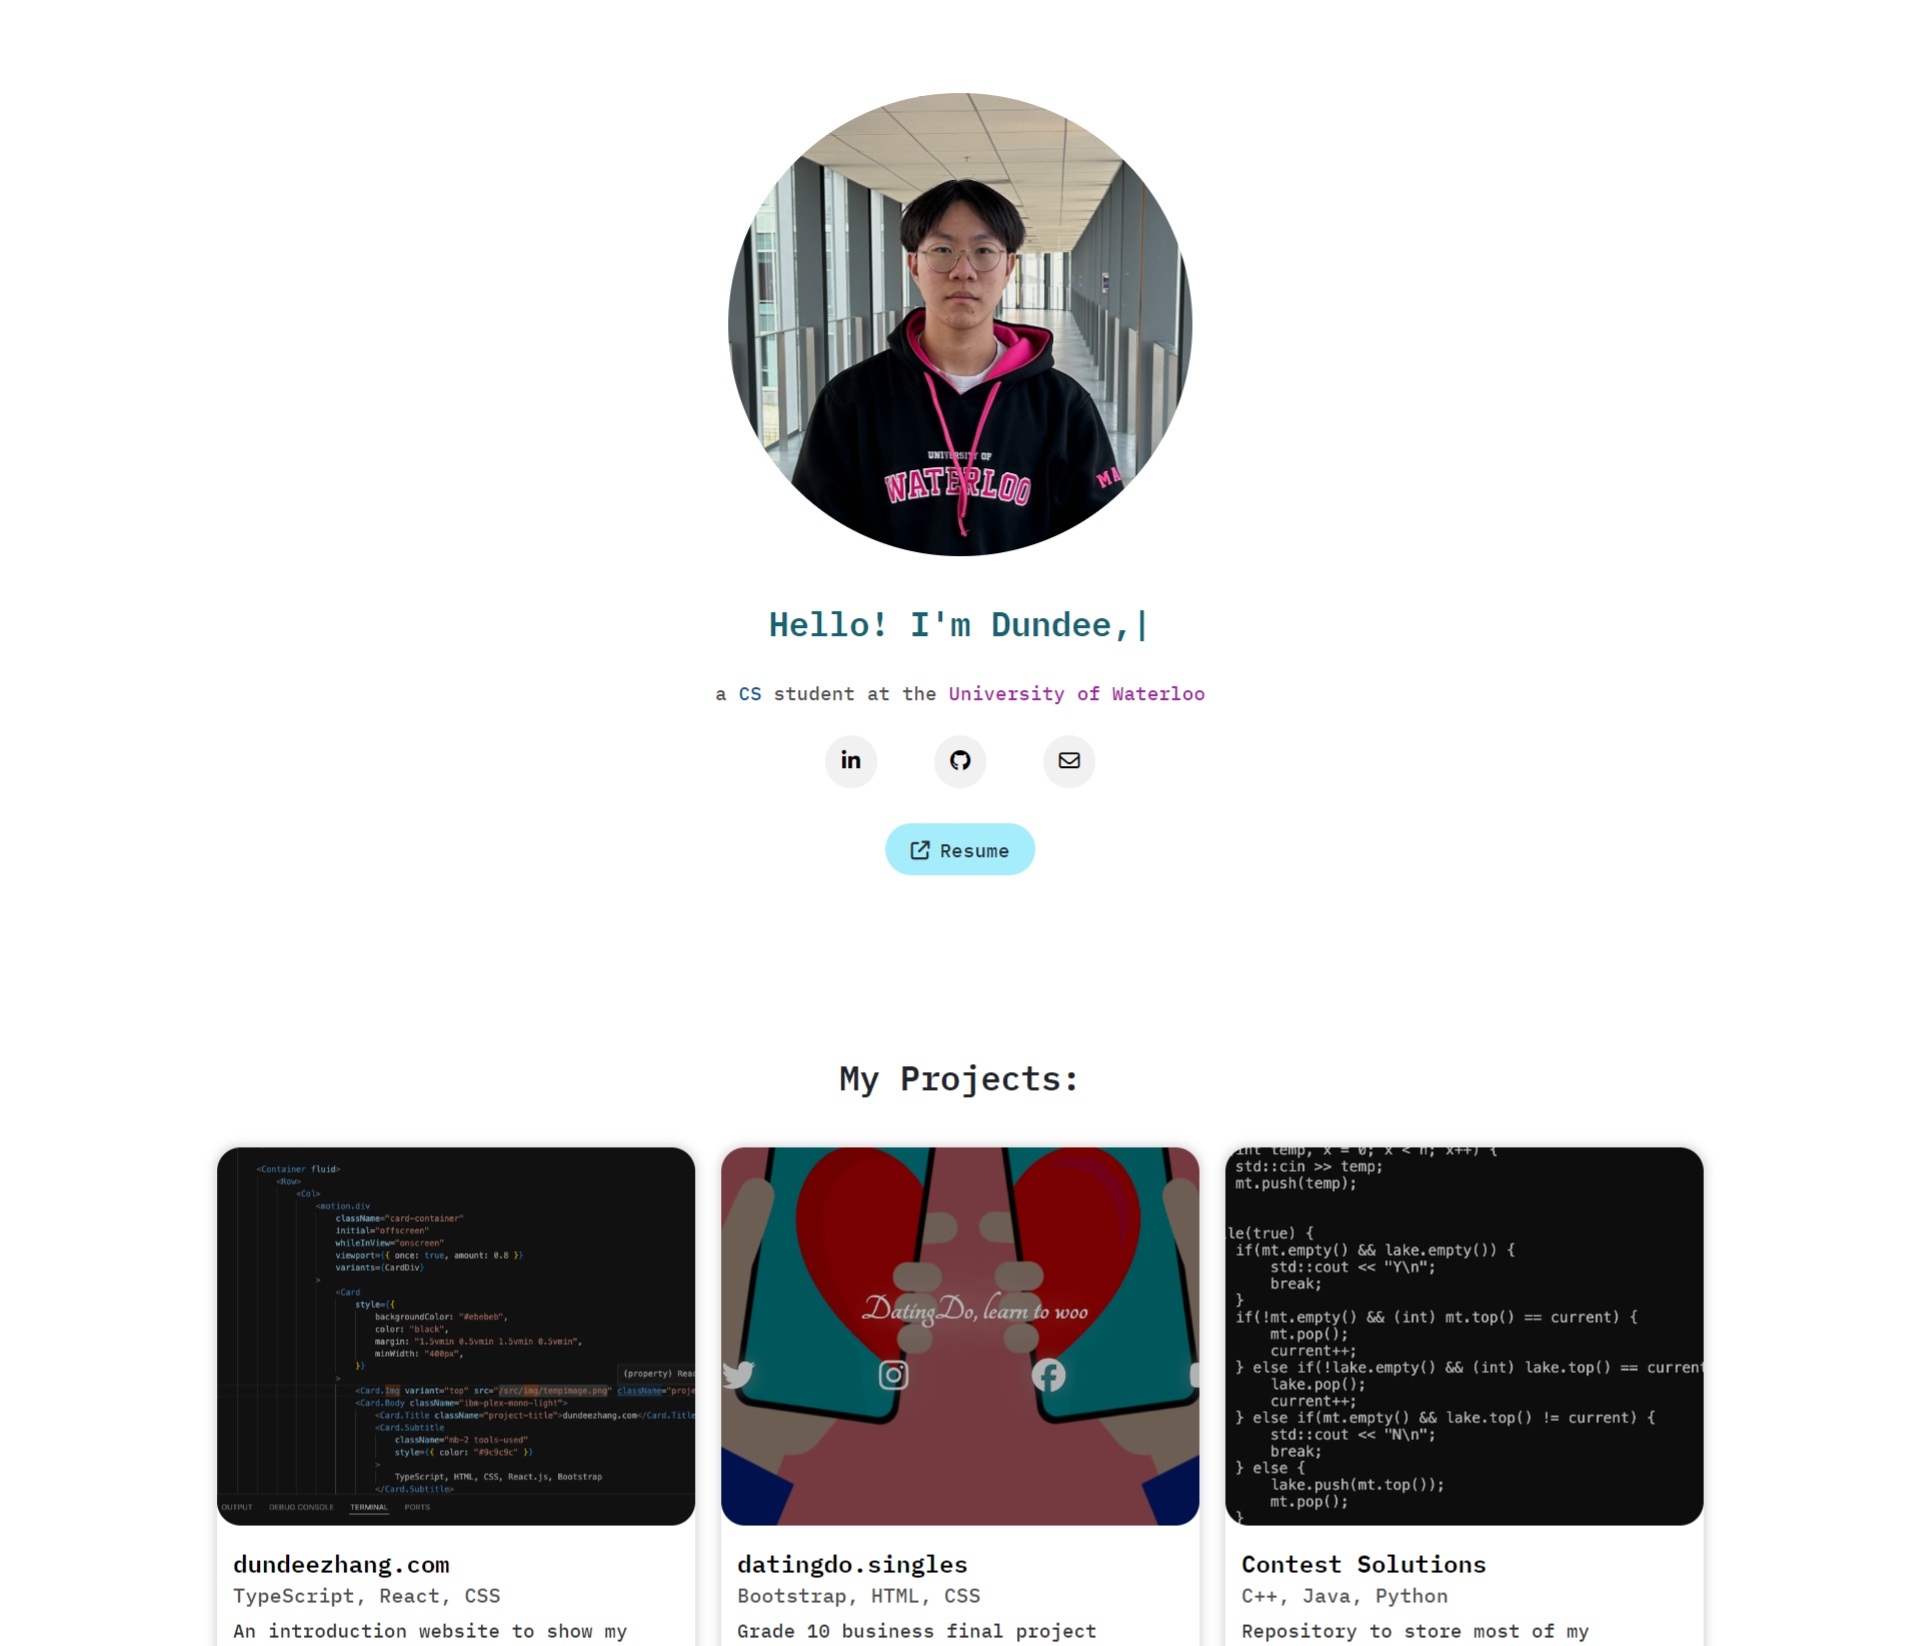 UNIVERSITY OF
WATERLOO
MA
Hello! I'm Dundee,|
a CS student at the University of Waterloo
Resume
My Projects:
<Container fluid>
<Row>
<Col>
<motion.div
className="card-container"
initial="offscreen"
whileInView="onscreen"
viewport={{ once: true, amount: 0.8 }}
variants={CardDiv}
>
<Card
style={{
backgroundColor: "#ebebeb",
color: "black",
margin: "1.5vmin 0.5vmin 1.5vmin 0.5vmin",
minWidth: "400px",
}}
(property) Reac
>
<Card.Img variant="top" src="/src/img/tempimage.png" className="proje
<Card.Body className="ibm-plex-mono-light">
<Card.Title className="project-title">dundeezhang.com</Card.Title
<Card.Subtitle
className="mb-2 tools-used"
style={{ color: "#9c9c9c" }}
>
TypeScript, HTML, CSS, React.js, Bootstrap
</Card.Subtitle>
OUTPUT DEBUG CONSOLE TERMINAL PORTS
DatingDo, learn to woo
int temp, x = 0; x < n; x++) {
std::cin >> temp;
mt.push(temp);
le(true) {
if(mt.empty() && lake.empty()) {
std::cout << "Y\n";
break;
}
if(!mt.empty() && (int) mt.top() == current) {
mt.pop();
current++;
} else if(!lake.empty() && (int) lake.top() == current
lake.pop();
current++;
} else if(mt.empty() && lake.top() != current) {
std::cout << "N\n";
break;
} else {
lake.push(mt.top());
mt.pop();
}
dundeezhang.com
TypeScript, React, CSS
An introduction website to show my
datingdo.singles
Bootstrap, HTML, CSS
Grade 10 business final project
Contest Solutions
C++, Java, Python
Repository to store most of my